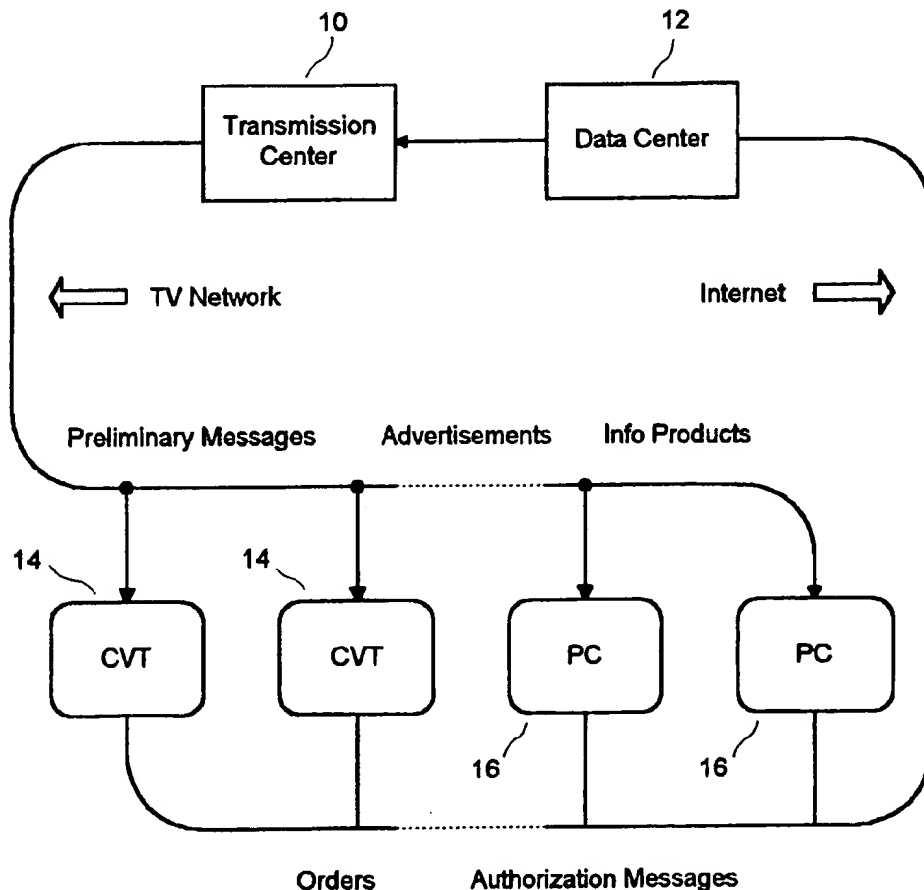 10
12
Transmission
Center
Data Center
TV Network
Internet
Preliminary Messages
Advertisements
Info Products
14
14
CVT
CVT
PC
PC
16
16
Orders
Authorization Messages